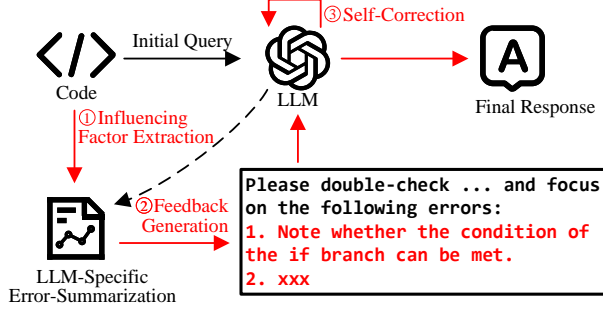 ③Self-Correction
Initial Query
Code
LLM
A
Final Response
①Influencing
Factor Extraction
②Feedback
Generation
LLM-Specific
Error-Summarization
Please double-check ... and focus
on the following errors:
1. Note whether the condition of
the if branch can be met.
2. xxx